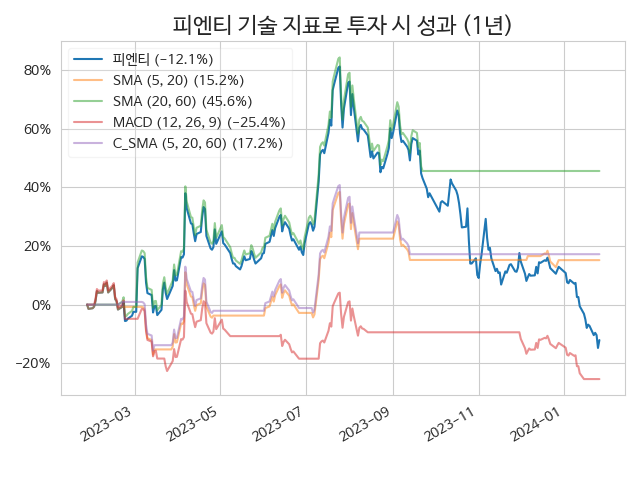 피엔티 기술 지표로 투자 시 성과 (1년)
피엔티 (−12.1%)
SMA (5, 20) (15.2%)
SMA (20, 60) (45.6%)
MACD (12, 26, 9) (−25.4%)
C_SMA (5, 20, 60) (17.2%)
80%
60%
40%
20%
0%
−20%
2023−03
2023−05
2023−07
2023−09
2023−11
2024−01